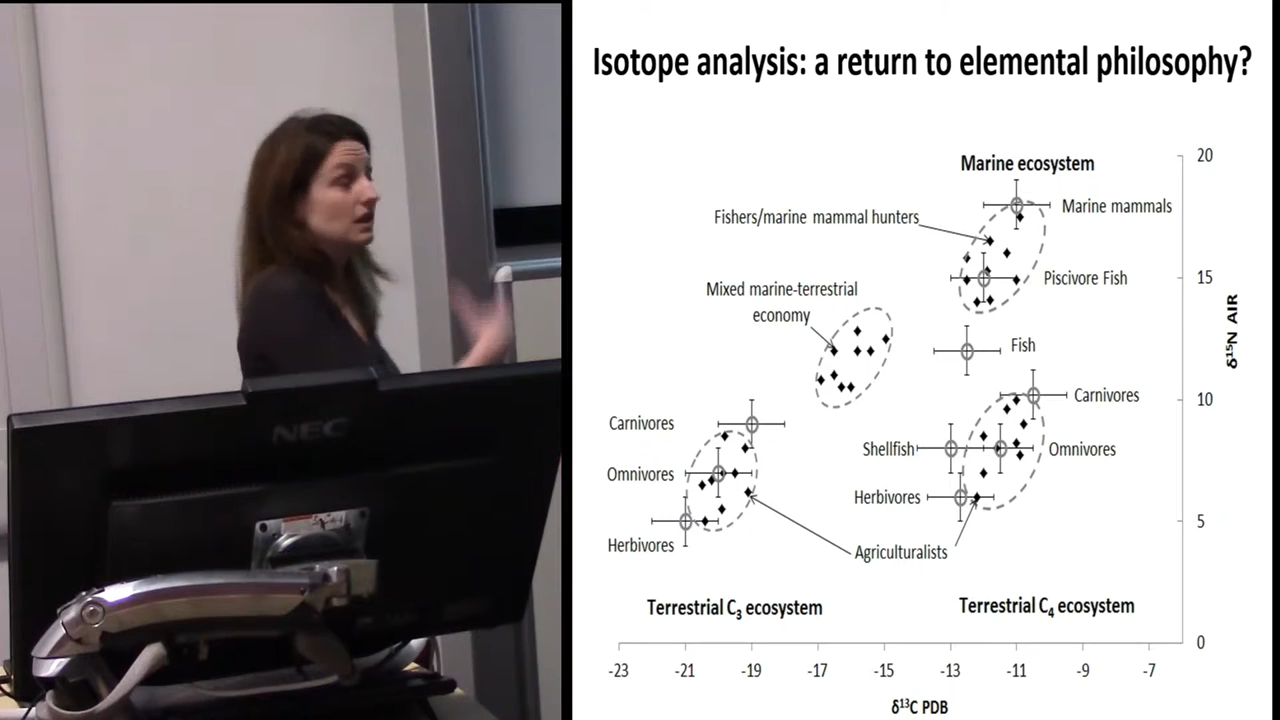 NEC
Isotope analysis: a return to elemental philosophy?
Marine ecosystem
Marine mammals
Fishers/marine mammal hunters
Piscivore Fish
Mixed marine-terrestrial
economy
Fish
Carnivores
Carnivores
Shellfish
Omnivores
Omnivores
Herbivores
Herbivores
Agriculturalists
Terrestrial C₃ ecosystem
Terrestrial C₄ ecosystem
20
15
10
5
0
δ¹⁵N AIR
-23 -21 -19 -17 -15 -13 -11 -9 -7
δ¹³C PDB